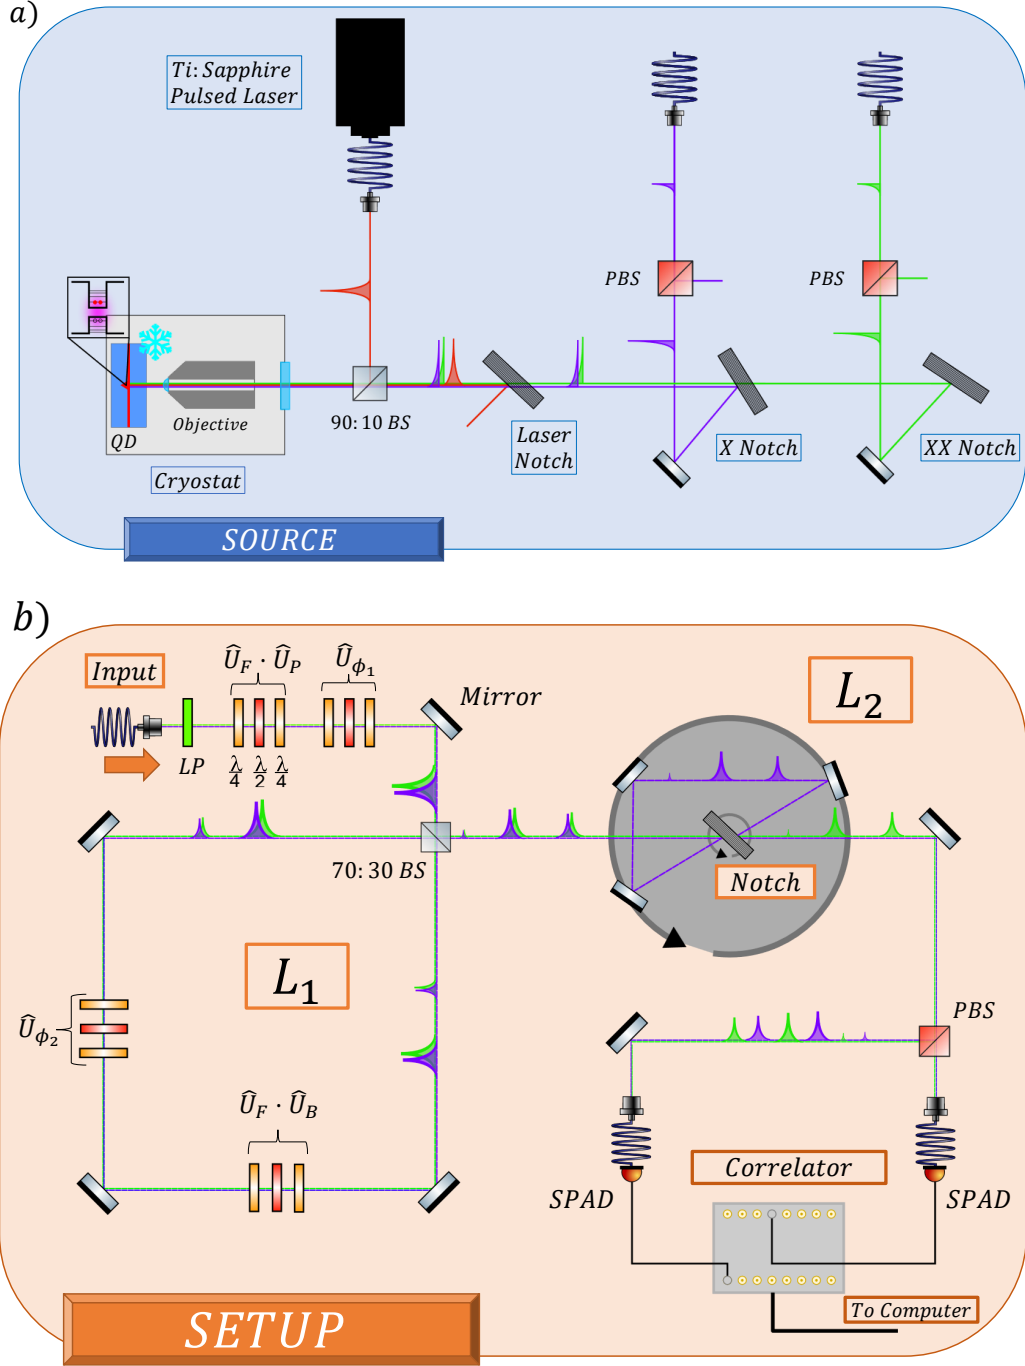 a)
Ti: Sapphire
Pulsed Laser
PBS
PBS
QD
Objective
90: 10 BS
Laser
Notch
X Notch
XX Notch
Cryostat
SOURCE
b)
Input
Û_F · Û_P
Û_ϕ₁
Mirror
L₂
LP
λ/4
λ/2
λ/4
70: 30 BS
Notch
L₁
Û_ϕ₂
PBS
Û_F · Û_B
Correlator
SPAD
SPAD
To Computer
SETUP